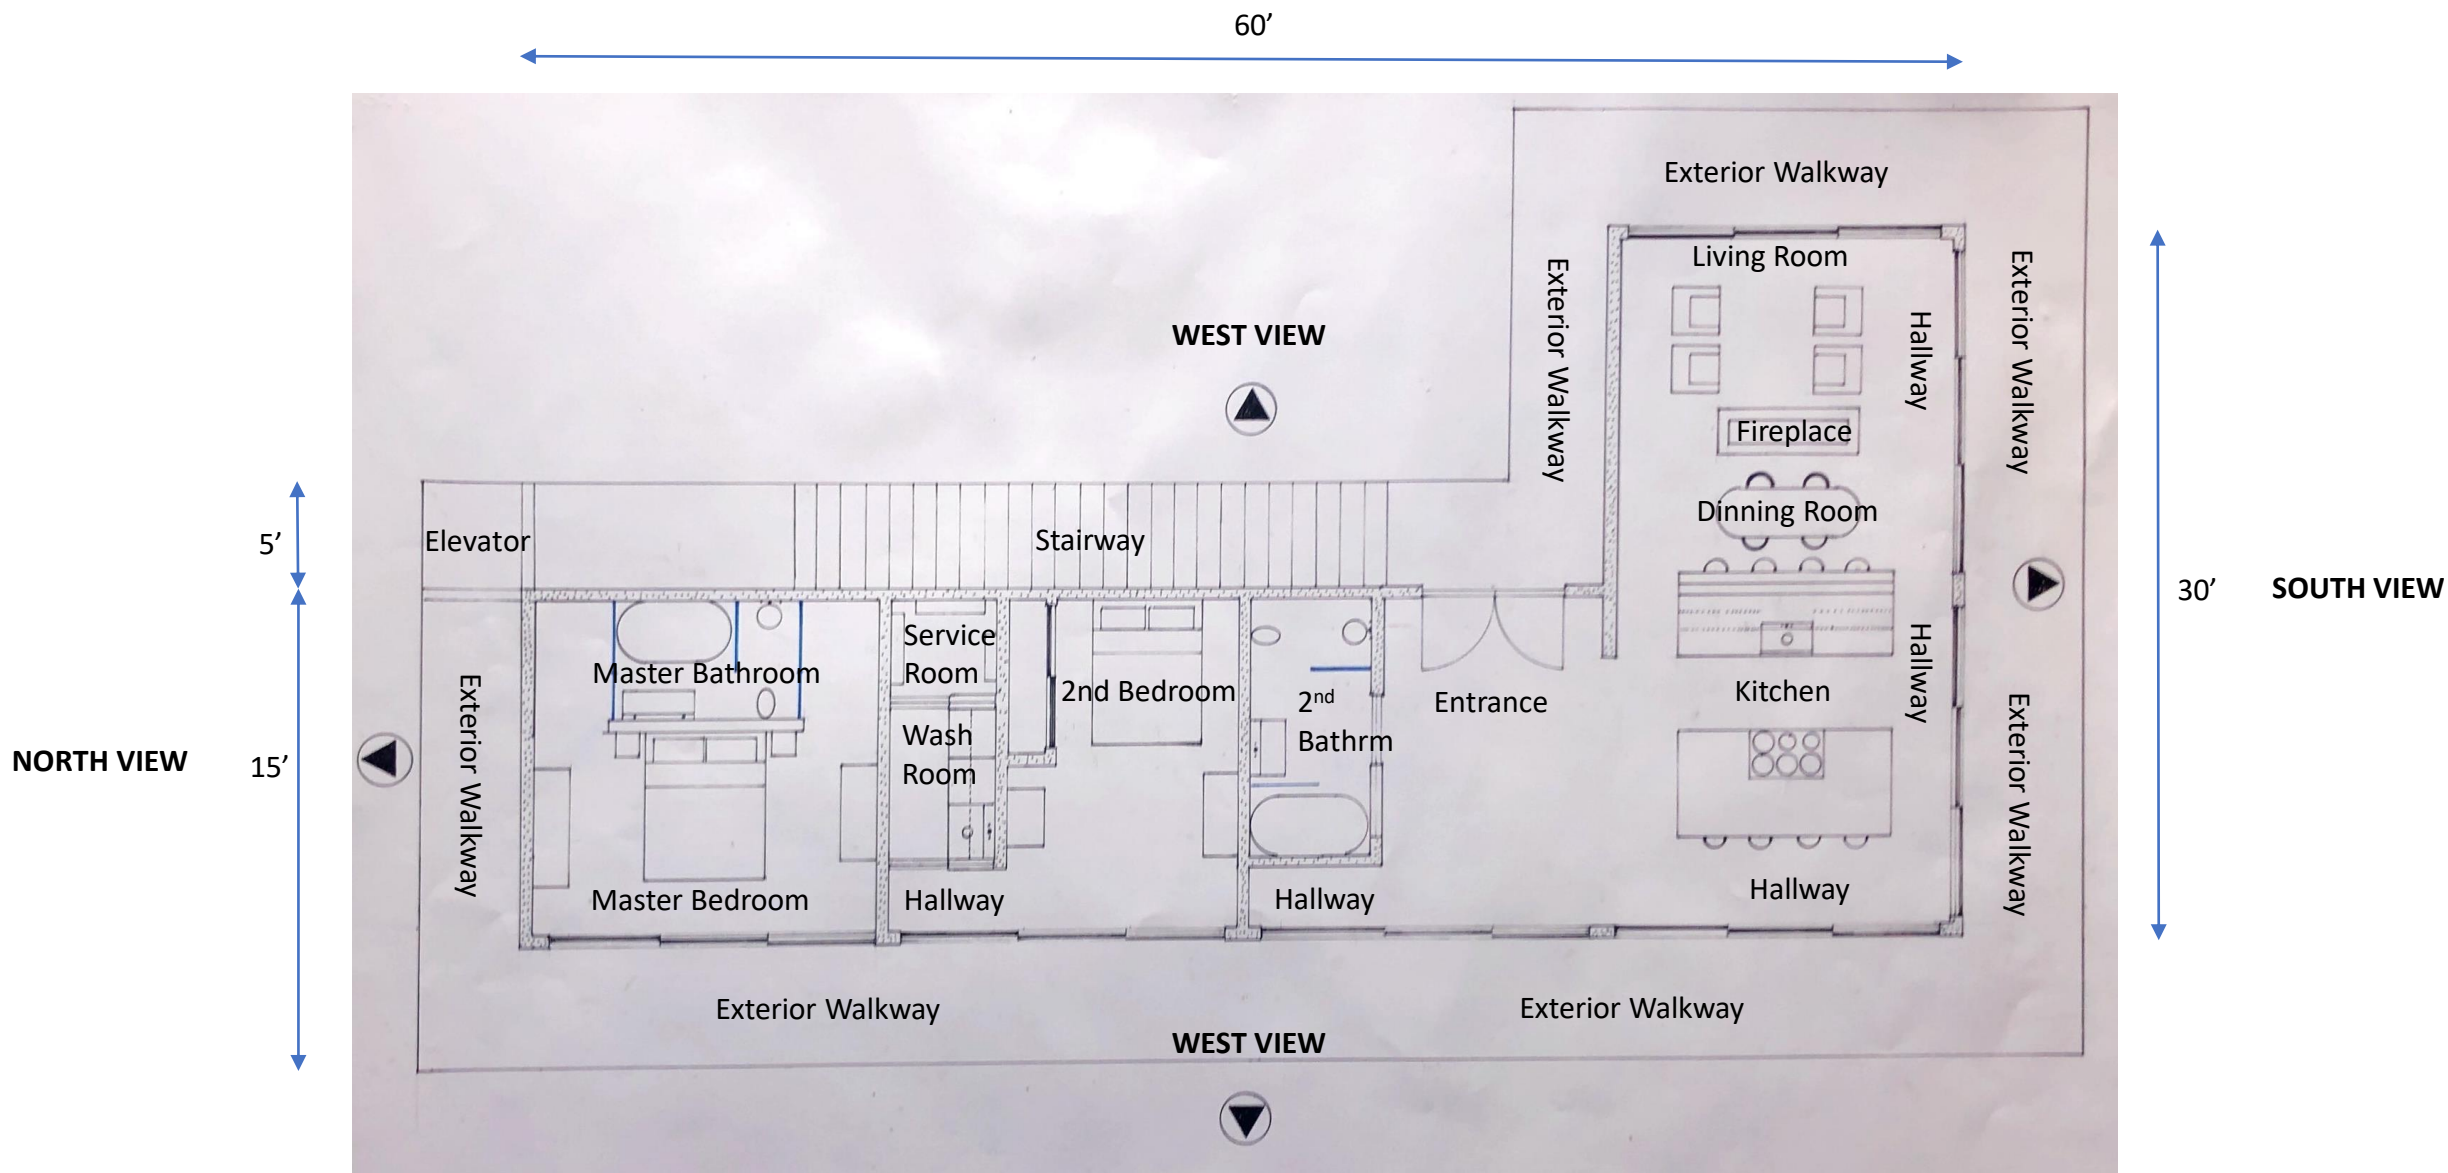 60’
Exterior Walkway
Living Room
Exterior Walkway
Exterior Walkway
Hallway
WEST VIEW
Fireplace
Dinning Room
Elevator
Stairway
5’
30’
SOUTH VIEW
Service
Room
Master Bathroom
2nd Bedroom
2nd
Bathrm
Entrance
Kitchen
Hallway
Exterior Walkway
Exterior Walkway
Wash
Room
NORTH VIEW
15’
Master Bedroom
Hallway
Hallway
Hallway
Exterior Walkway
Exterior Walkway
WEST VIEW